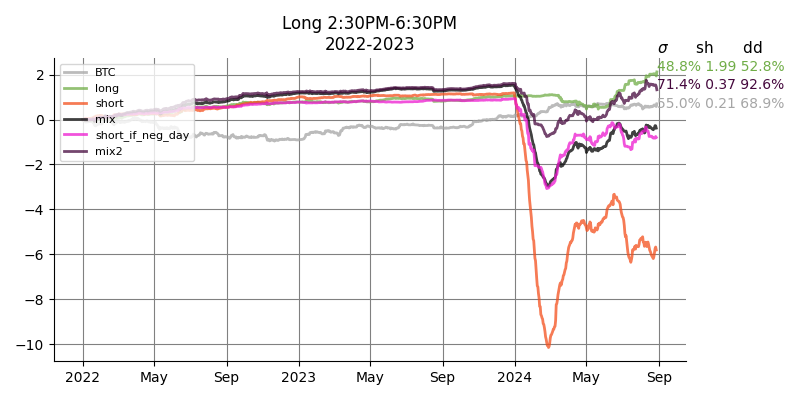 Long 2:30PM-6:30PM
2022-2023
σ sh dd
48.8% 1.99 52.8%
71.4% 0.37 92.6%
55.0% 0.21 68.9%
BTC
long
short
mix
short_if_neg_day
mix2
2
0
−2
−4
−6
−8
−10
2022 May Sep 2023 May Sep 2024 May Sep